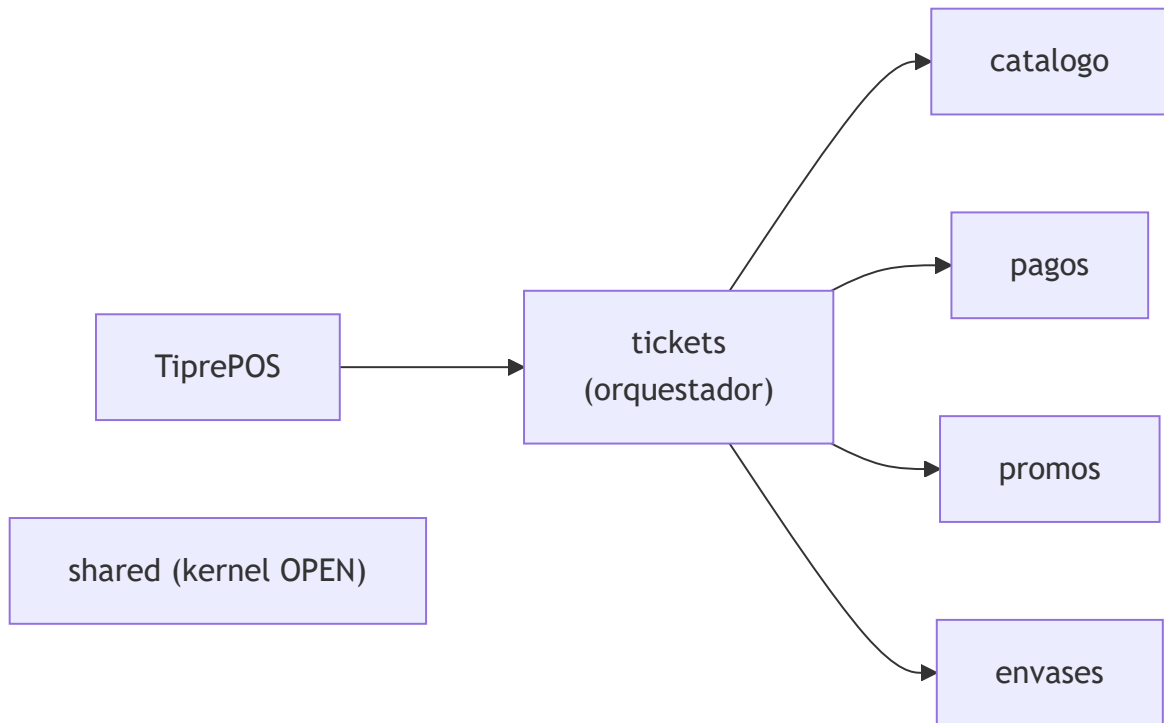 TiprePOS
tickets
(orquestador)
catalogo
pagos
promos
envases
shared (kernel OPEN)